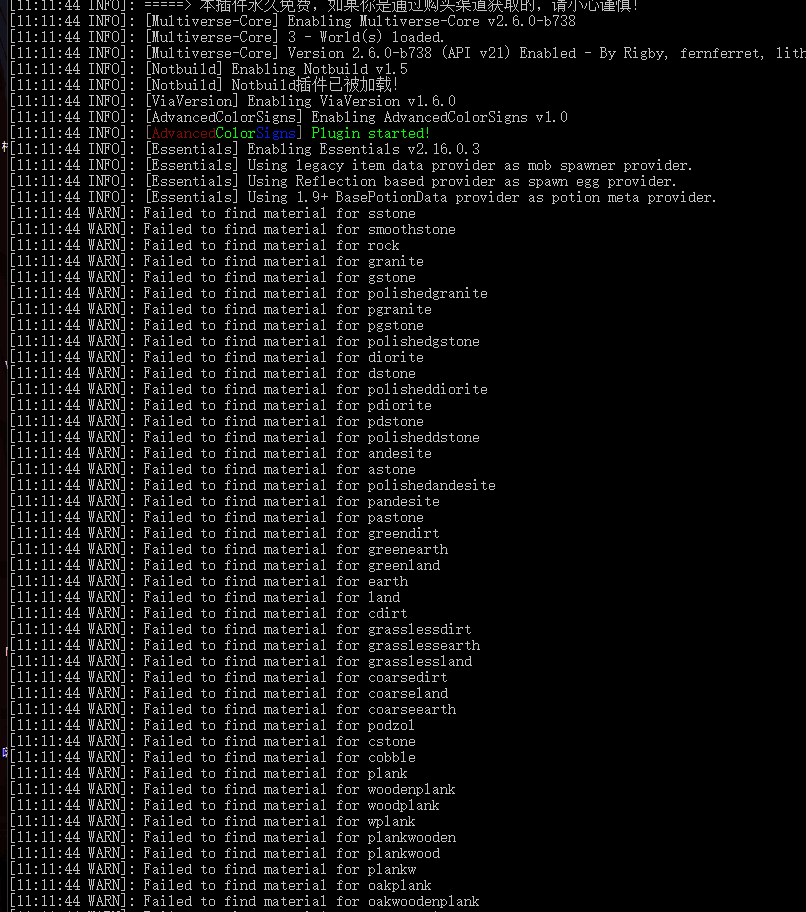 [11:11:44 INFO]: =====> 本插件永久免费，如果你是通过购买渠道获取的，请小心谨慎!
[11:11:44 INFO]: [Multiverse-Core] Enabling Multiverse-Core v2.6.0-b738
[11:11:44 INFO]: [Multiverse-Core] 3 - World(s) loaded.
[11:11:44 INFO]: [Multiverse-Core] Version 2.6.0-b738 (API v21) Enabled - By Rigby, fernferret, lith
[11:11:44 INFO]: [Notbuild] Enabling Notbuild v1.5
[11:11:44 INFO]: [Notbuild] Notbuild插件已被加载!
[11:11:44 INFO]: [ViaVersion] Enabling ViaVersion v1.6.0
[11:11:44 INFO]: [AdvancedColorSigns] Enabling AdvancedColorSigns v1.0
[11:11:44 INFO]: [AdvancedColorSigns] Plugin started!
[11:11:44 INFO]: [Essentials] Enabling Essentials v2.16.0.3
[11:11:44 INFO]: [Essentials] Using legacy item data provider as mob spawner provider.
[11:11:44 INFO]: [Essentials] Using Reflection based provider as spawn egg provider.
[11:11:44 INFO]: [Essentials] Using 1.9+ BasePotionData provider as potion meta provider.
[11:11:44 WARN]: Failed to find material for sstone
[11:11:44 WARN]: Failed to find material for smoothstone
[11:11:44 WARN]: Failed to find material for rock
[11:11:44 WARN]: Failed to find material for granite
[11:11:44 WARN]: Failed to find material for gstone
[11:11:44 WARN]: Failed to find material for polishedgranite
[11:11:44 WARN]: Failed to find material for pgranite
[11:11:44 WARN]: Failed to find material for pgstone
[11:11:44 WARN]: Failed to find material for polishedgstone
[11:11:44 WARN]: Failed to find material for diorite
[11:11:44 WARN]: Failed to find material for dstone
[11:11:44 WARN]: Failed to find material for polisheddiorite
[11:11:44 WARN]: Failed to find material for pdiorite
[11:11:44 WARN]: Failed to find material for pdstone
[11:11:44 WARN]: Failed to find material for polisheddstone
[11:11:44 WARN]: Failed to find material for andesite
[11:11:44 WARN]: Failed to find material for astone
[11:11:44 WARN]: Failed to find material for polishedandesite
[11:11:44 WARN]: Failed to find material for pandesite
[11:11:44 WARN]: Failed to find material for pastone
[11:11:44 WARN]: Failed to find material for greendirt
[11:11:44 WARN]: Failed to find material for greenearth
[11:11:44 WARN]: Failed to find material for greenland
[11:11:44 WARN]: Failed to find material for earth
[11:11:44 WARN]: Failed to find material for land
[11:11:44 WARN]: Failed to find material for cdirt
[11:11:44 WARN]: Failed to find material for grasslessdirt
[11:11:44 WARN]: Failed to find material for grasslessearth
[11:11:44 WARN]: Failed to find material for grasslessland
[11:11:44 WARN]: Failed to find material for coarsedirt
[11:11:44 WARN]: Failed to find material for coarseland
[11:11:44 WARN]: Failed to find material for coarseearth
[11:11:44 WARN]: Failed to find material for podzol
[11:11:44 WARN]: Failed to find material for cstone
[11:11:44 WARN]: Failed to find material for cobble
[11:11:44 WARN]: Failed to find material for plank
[11:11:44 WARN]: Failed to find material for woodenplank
[11:11:44 WARN]: Failed to find material for woodplank
[11:11:44 WARN]: Failed to find material for wplank
[11:11:44 WARN]: Failed to find material for plankwooden
[11:11:44 WARN]: Failed to find material for plankwood
[11:11:44 WARN]: Failed to find material for plankw
[11:11:44 WARN]: Failed to find material for oakplank
[11:11:44 WARN]: Failed to find material for oakwoodenplank